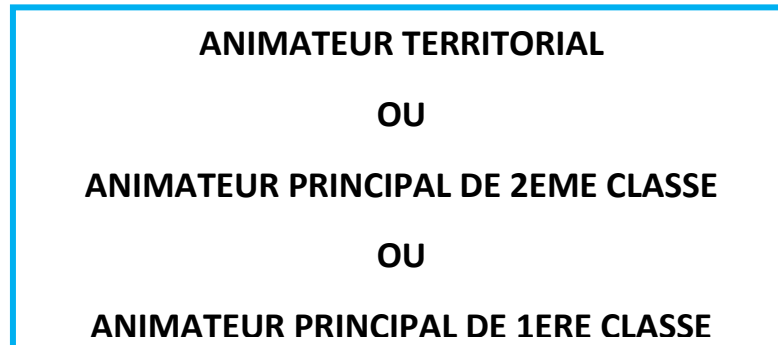 ANIMATEUR TERRITORIAL
OU
ANIMATEUR PRINCIPAL DE 2EME CLASSE
OU
ANIMATEUR PRINCIPAL DE 1ERE CLASSE